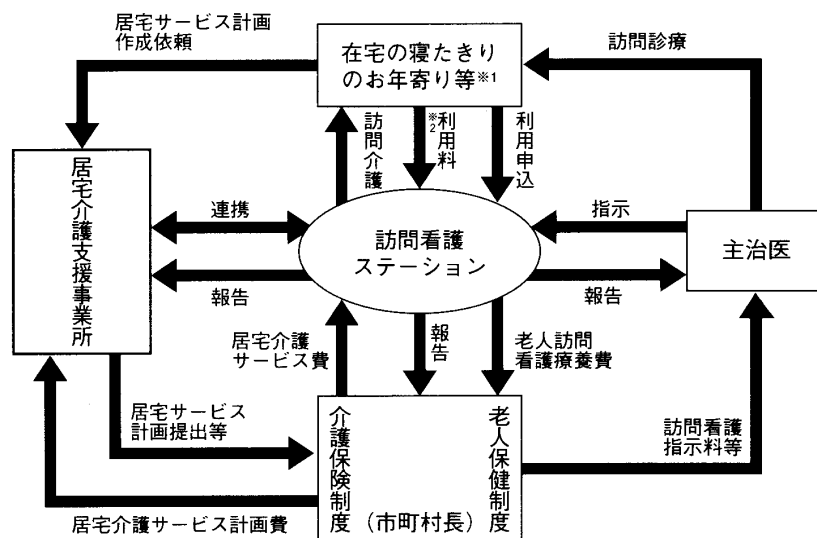 居宅サービス計画
作成依頼
在宅の寝たきり
のお年寄り等※1
訪問診療
訪問介護
※2利用料
利用申込
居宅介護支援事業所
連携
訪問看護
ステーション
指示
主治医
報告
報告
居宅介護
サービス費
報告
老人訪問
看護療養費
居宅サービス
計画提出等
介護保険制度
老人保健制度
(市町村長)
訪問看護
指示料等
居宅介護サービス計画費